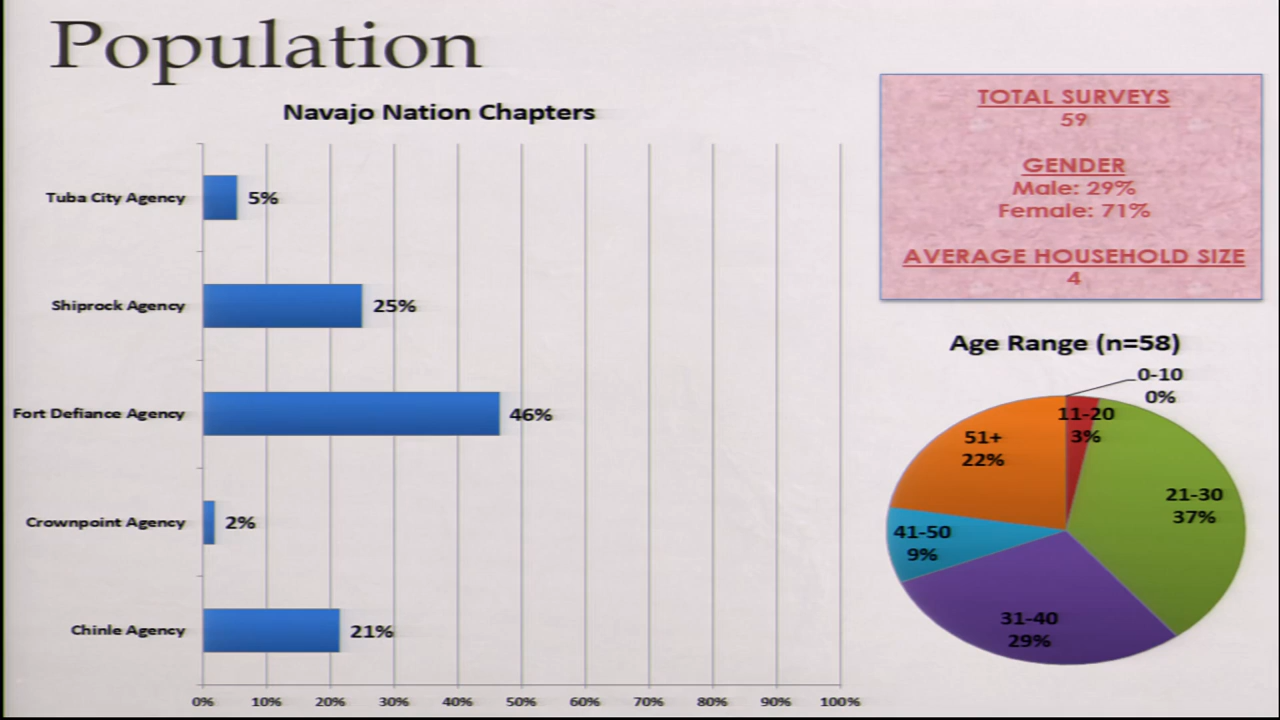 Population
Navajo Nation Chapters
Tuba City Agency
5%
Shiprock Agency
25%
Fort Defiance Agency
46%
Crownpoint Agency
2%
Chinle Agency
21%
0% 10% 20% 30% 40% 50% 60% 70% 80% 90% 100%
TOTAL SURVEYS
59
GENDER
Male: 29%
Female: 71%
AVERAGE HOUSEHOLD SIZE
4
Age Range (n=58)
0-10
0%
11-20
3%
21-30
37%
31-40
29%
41-50
9%
51+
22%